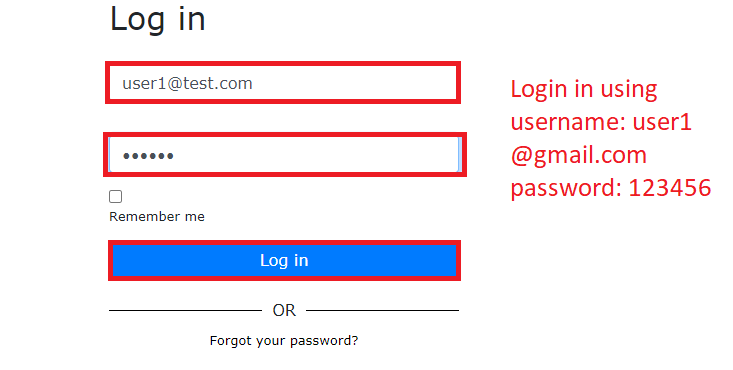 Log in
user1@test.com
••••••
Remember me
Log in
OR
Forgot your password?
Login in using
username: user1
@gmail.com
password: 123456